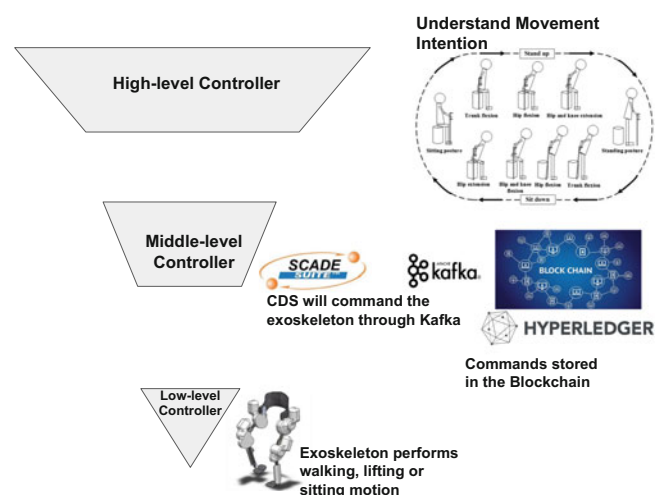 Understand Movement
Intention
High-level Controller
Stand up
Trunk flexion
Hip flexion
Hip and knee extension
Sitting posture
Standing posture
Hip extension
Hip and knee
flexion
Hip flexion
Trunk flexion
Sit down
Middle-level
Controller
SCADE
SUITE
APACHE
kafka
BLOCK CHAIN
CDS will command the
exoskeleton through Kafka
HYPERLEDGER
Commands stored
in the Blockchain
Low-level
Controller
Exoskeleton performs
walking, lifting or
sitting motion